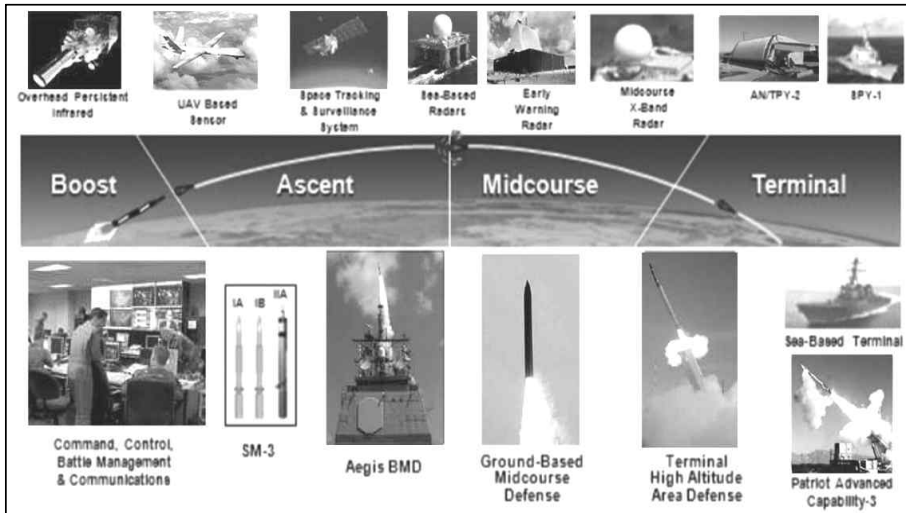 Overhead Persistent
Infrared
UAV Based
Sensor
Space Tracking
& Surveillance
System
Sea-Based
Radars
Early
Warning
Radar
Midcourse
X-Band
Radar
AN/TPY-2
SPY-1
Boost
Ascent
Midcourse
Terminal
Command, Control,
Battle Management
& Communications
IA IB IIA
SM-3
Aegis BMD
Ground-Based
Midcourse
Defense
Terminal
High Altitude
Area Defense
Sea-Based Terminal
Patriot Advanced
Capability-3